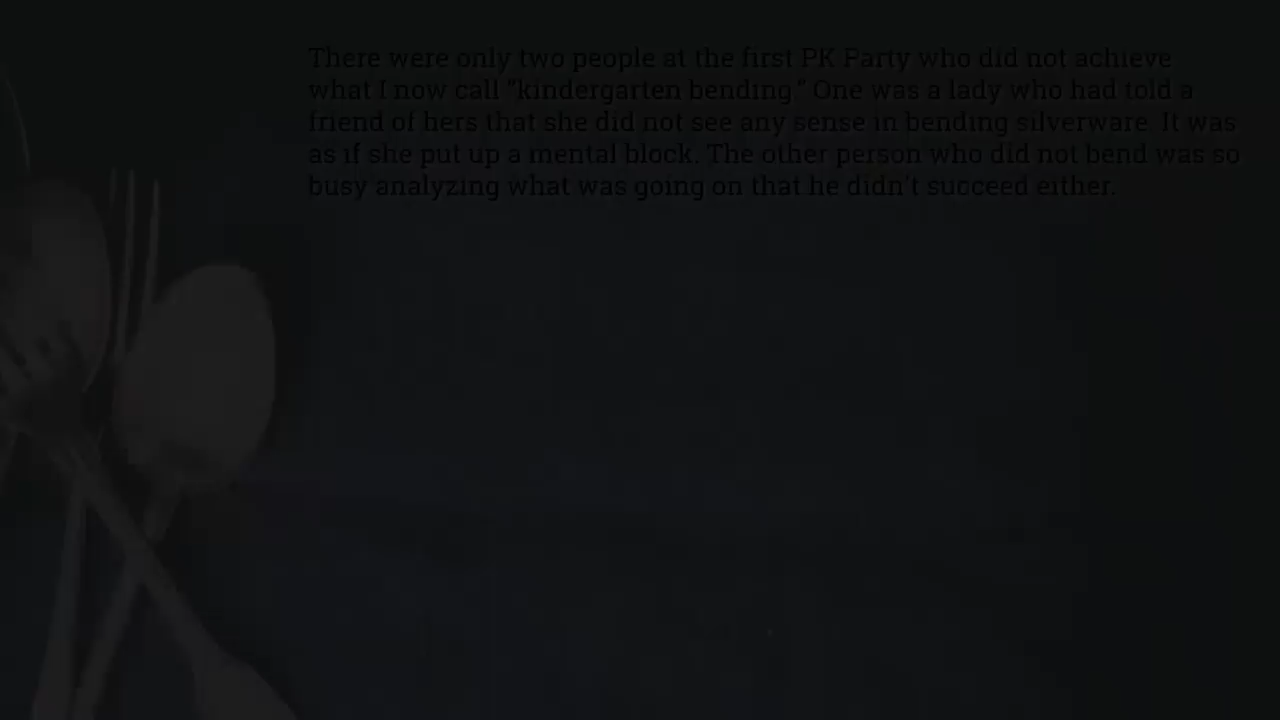 There were only two people at the first PK Party who did not achieve
what I now call "kindergarten bending." One was a lady who had told a
friend of hers that she did not see any sense in bending silverware. It was
as if she put up a mental block. The other person who did not bend was so
busy analyzing what was going on that he didn't succeed either.